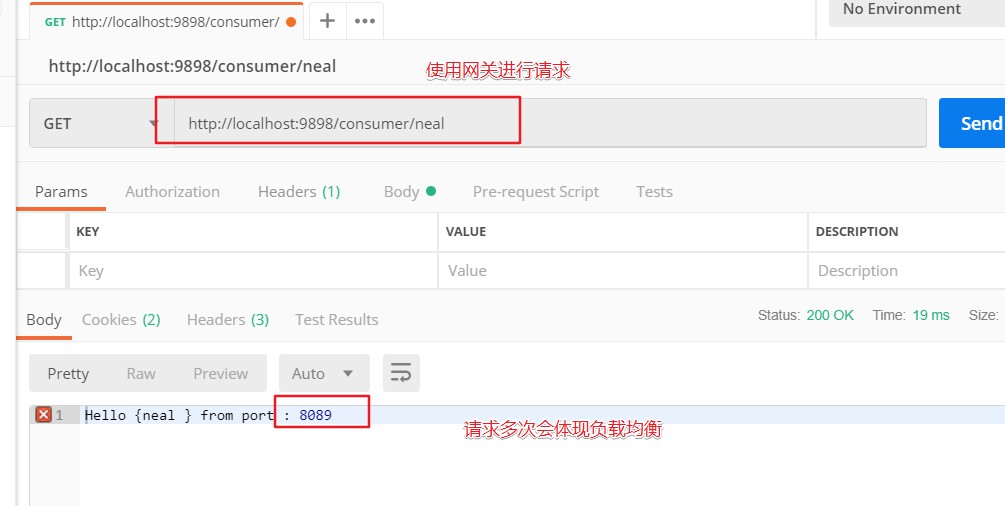 GET http://localhost:9898/consumer/
No Environment
http://localhost:9898/consumer/neal
使用网关进行请求
GET http://localhost:9898/consumer/neal Send
Params Authorization Headers (1) Body Pre-request Script Tests
KEY VALUE DESCRIPTION
Key Value Description
Body Cookies (2) Headers (3) Test Results Status: 200 OK Time: 19 ms Size:
Pretty Raw Preview Auto
1 Hello {neal } from port : 8089
请求多次会体现负载均衡